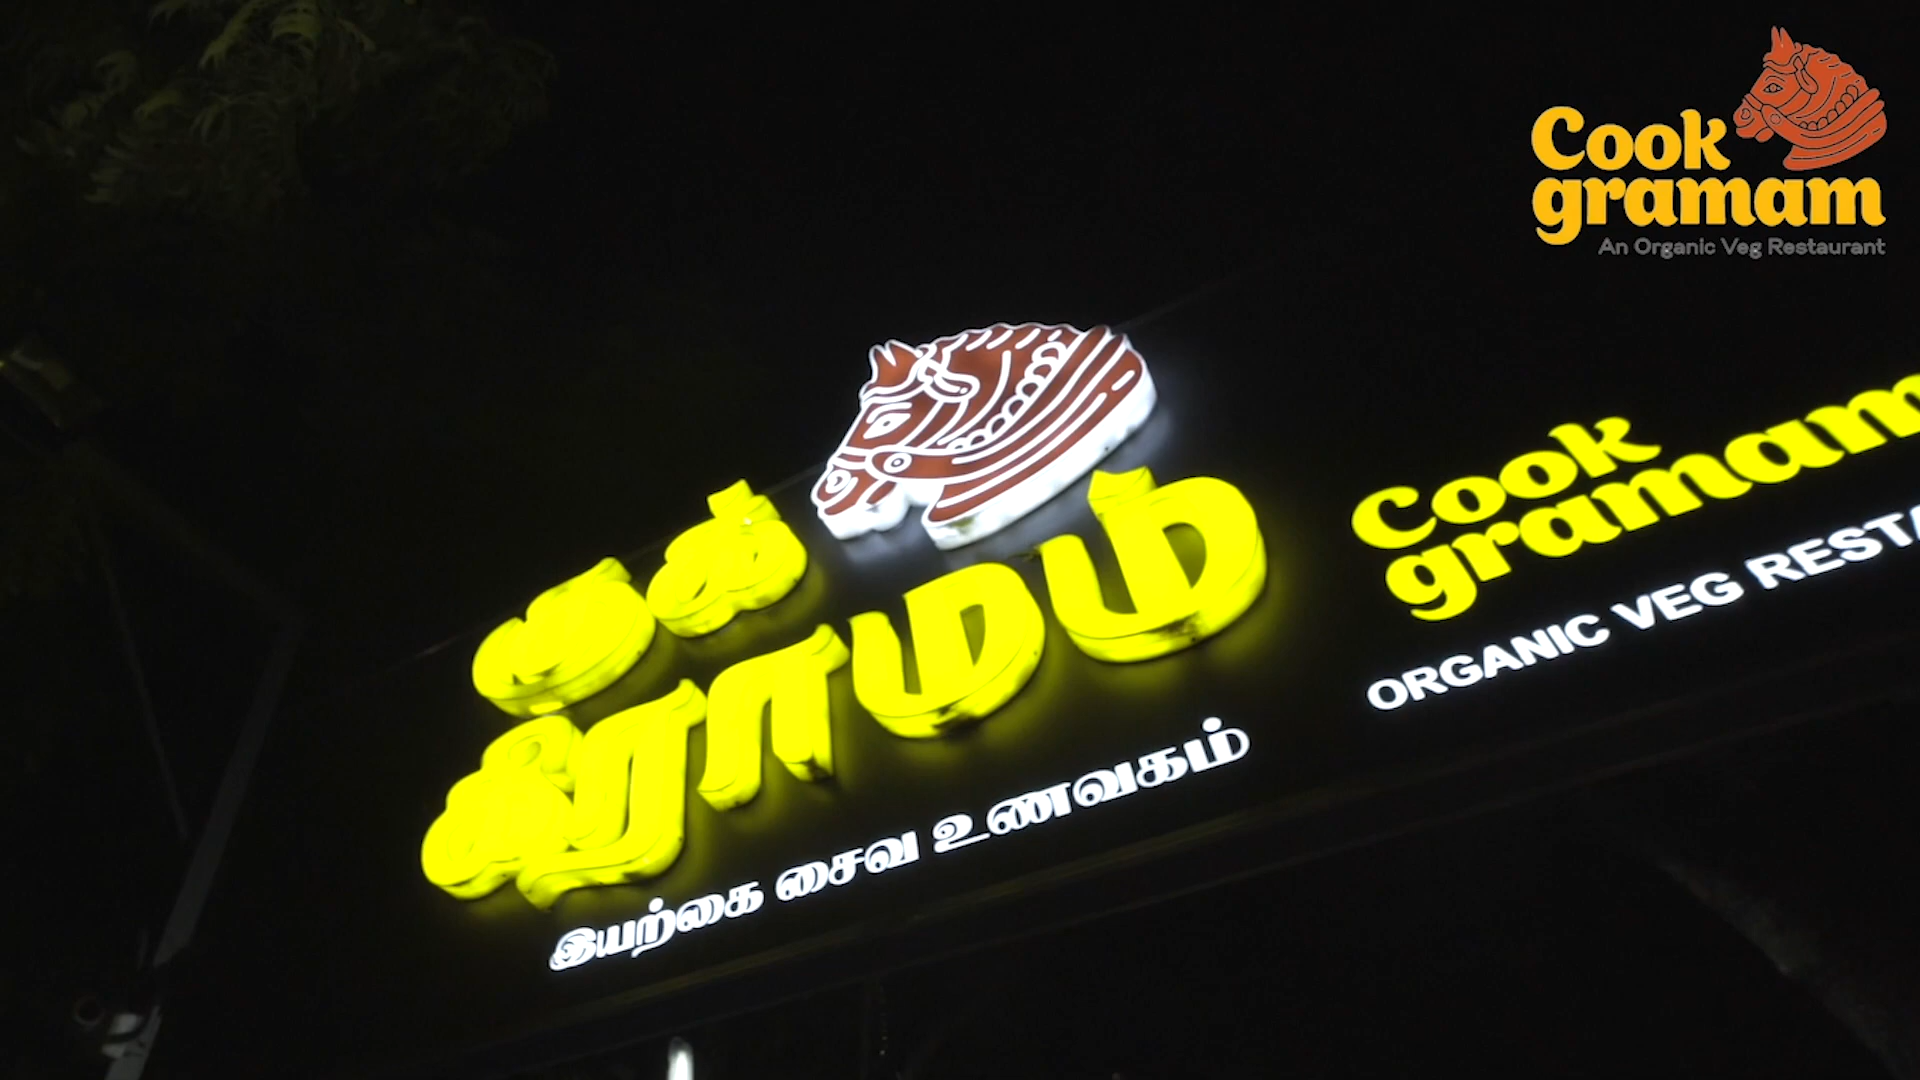 Cook
gramam
An Organic Veg Restaurant
குக்
கிராமம்
இயற்கை சைவ உணவகம்
Cook
gramam
ORGANIC VEG RESTA